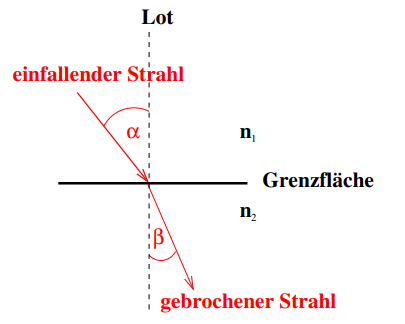 Lot
einfallender Strahl
α
n₁
Grenzfläche
n₂
β
gebrochener Strahl